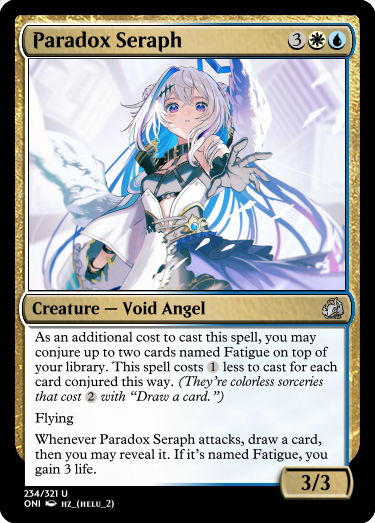 Paradox Seraph 3
Creature — Void Angel
As an additional cost to cast this spell, you may
conjure up to two cards named Fatigue on top of
your library. This spell costs 1 less to cast for each
card conjured this way. (They're colorless sorceries
that cost 2 with “Draw a card.”)
Flying
Whenever Paradox Seraph attacks, draw a card,
then you may reveal it. If it's named Fatigue, you
gain 3 life.
3/3
234/321 U
ONI HZ_(HELU_2)